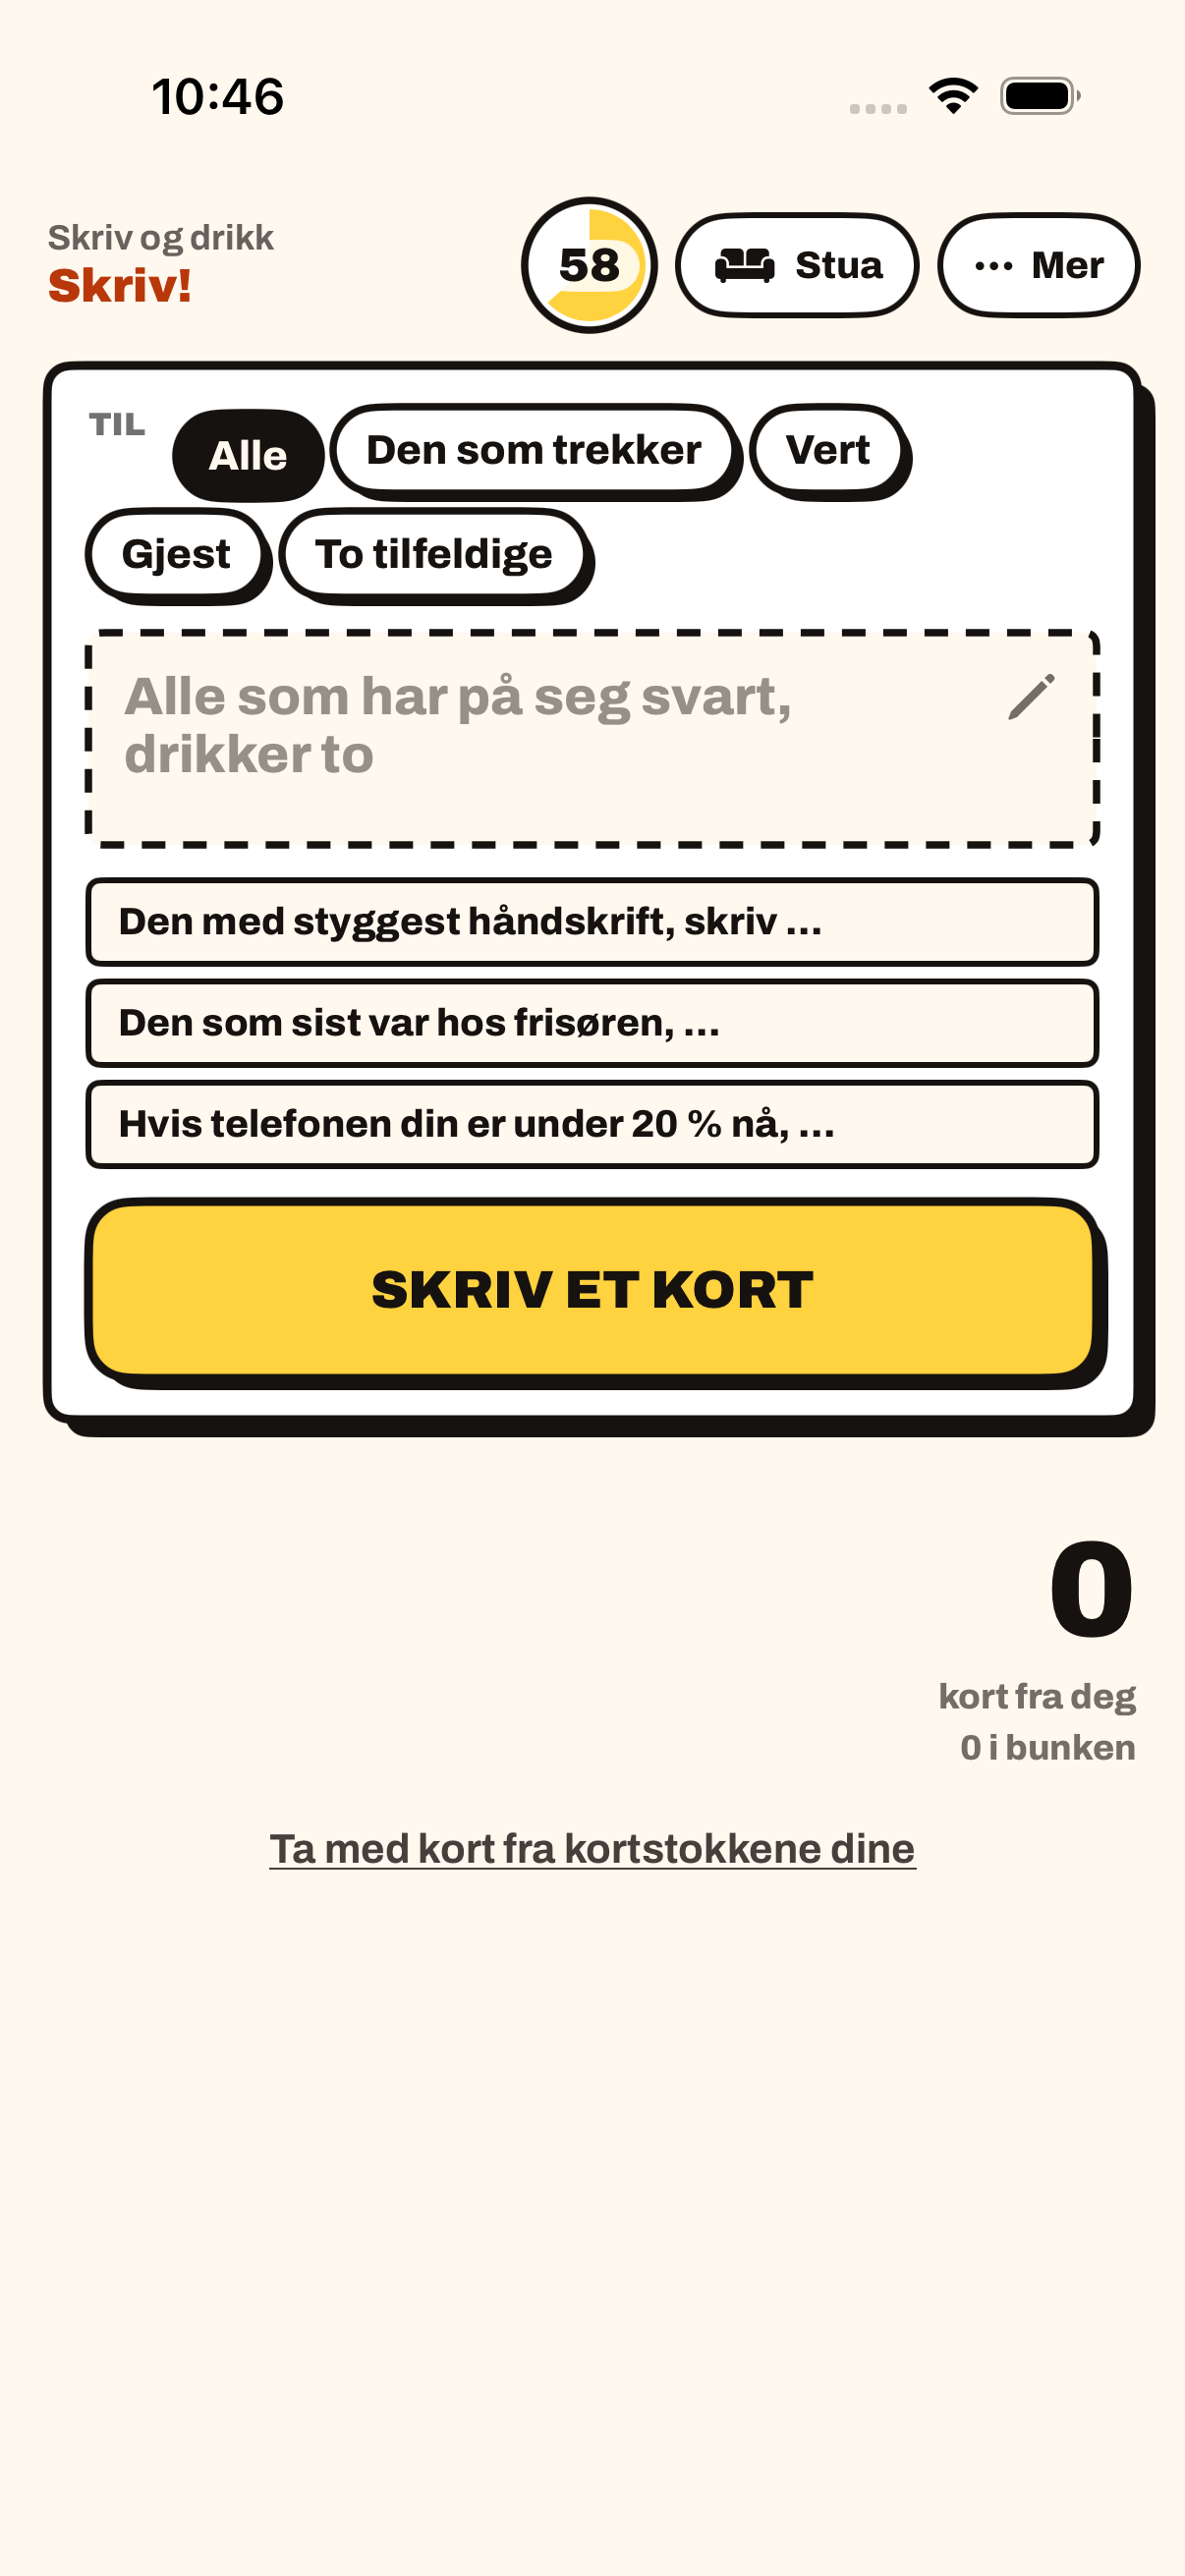 10:46
Skriv og drikk
Skriv!
58
Stua
Mer
TIL
Alle
Den som trekker
Vert
Gjest
To tilfeldige
Alle som har på seg svart,
drikker to
Den med styggest håndskrift, skriv ...
Den som sist var hos frisøren, ...
Hvis telefonen din er under 20 % nå, ...
SKRIV ET KORT
0
kort fra deg
0 i bunken
Ta med kort fra kortstokkene dine